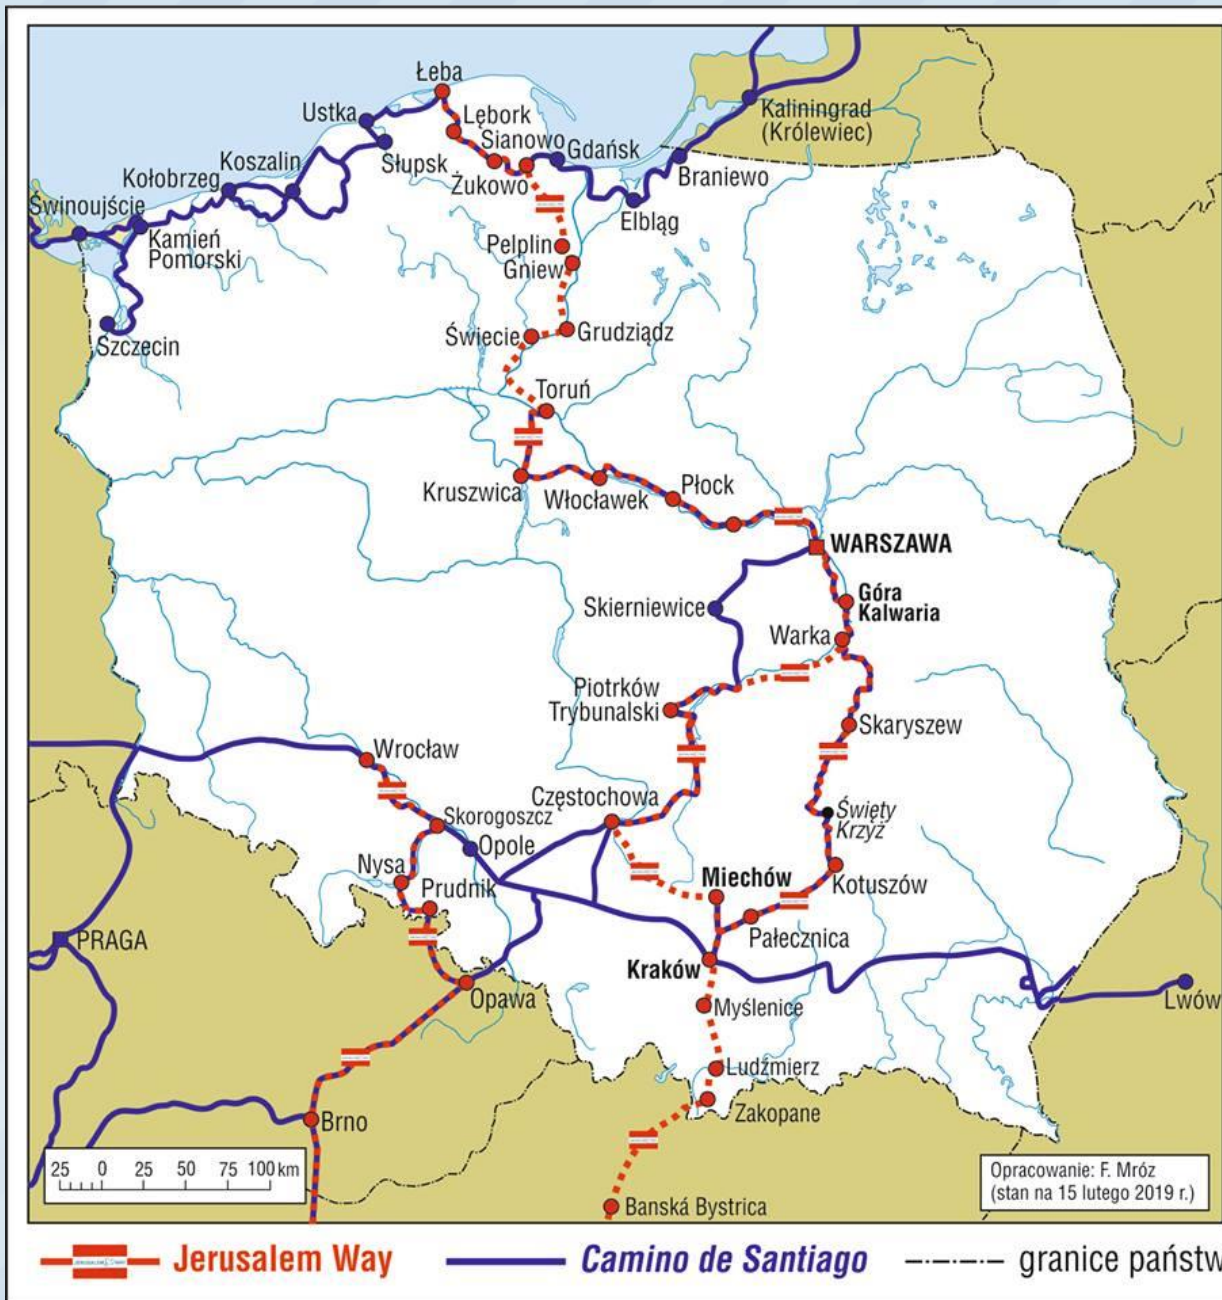 Łeba
Ustka
Lębork
Sianowo
Gdańsk
Kaliningrad
(Królewiec)
Koszalin
Słupsk
Żukowo
Braniewo
Kołobrzeg
Świnoujście
Elbląg
Kamień
Pomorski
Pelplin
Gniew
Szczecin
Świecie
Grudziądz
Toruń
Kruszwica
Włocławek
Płock
WARSZAWA
Góra
Kalwaria
Skierniewice
Warka
Piotrków
Trybunalski
Skaryszew
Wrocław
Częstochowa
Skorogoszcz
Święty
Krzyż
Opole
Nysa
Prudnik
Miechów
Kotuszów
Pałecznica
PRAGA
Kraków
Opawa
Myślenice
Lwów
Ludźmierz
Zakopane
Brno
25 0 25 50 75 100 km
Opracowanie: F. Mróz
(stan na 15 lutego 2019 r.)
Banská Bystrica
Jerusalem Way
Camino de Santiago
granice państw